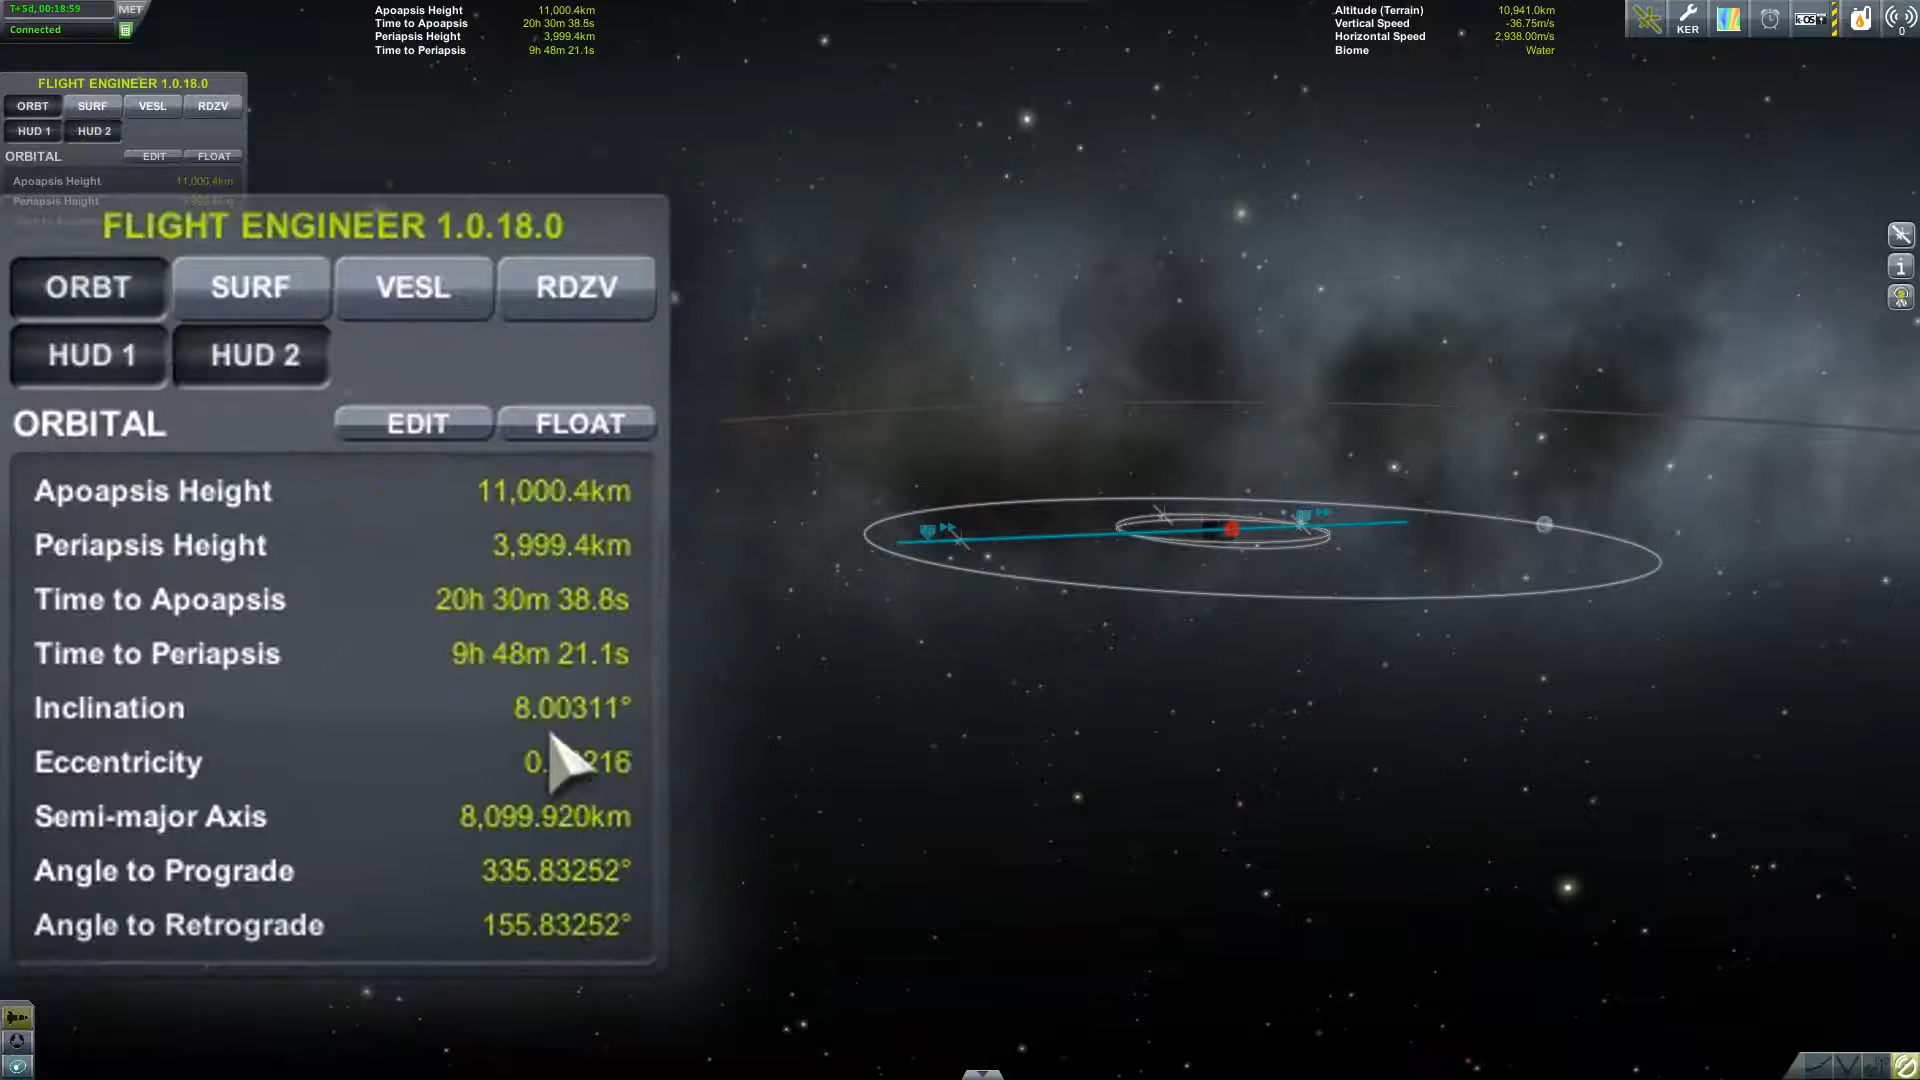 T+5d, 00:18:59 MET
Connected
Apoapsis Height 11,000.4km
Time to Apoapsis 20h 30m 38.8s
Periapsis Height 3,999.4km
Time to Periapsis 9h 48m 21.1s
Altitude (Terrain) 10,941.0km
Vertical Speed -36.75m/s
Horizontal Speed 2,938.00m/s
Biome Water
KER
kOS
0
FLIGHT ENGINEER 1.0.18.0
ORBT SURF VESL RDZV
HUD 1 HUD 2
ORBITAL EDIT FLOAT
Apoapsis Height 11,000.4km
Periapsis Height
FLIGHT ENGINEER 1.0.18.0
ORBT SURF VESL RDZV
HUD 1 HUD 2
ORBITAL EDIT FLOAT
Apoapsis Height 11,000.4km
Periapsis Height 3,999.4km
Time to Apoapsis 20h 30m 38.8s
Time to Periapsis 9h 48m 21.1s
Inclination 8.00311°
Eccentricity
Semi-major Axis 8,099.920km
Angle to Prograde 335.83252°
Angle to Retrograde 155.83252°